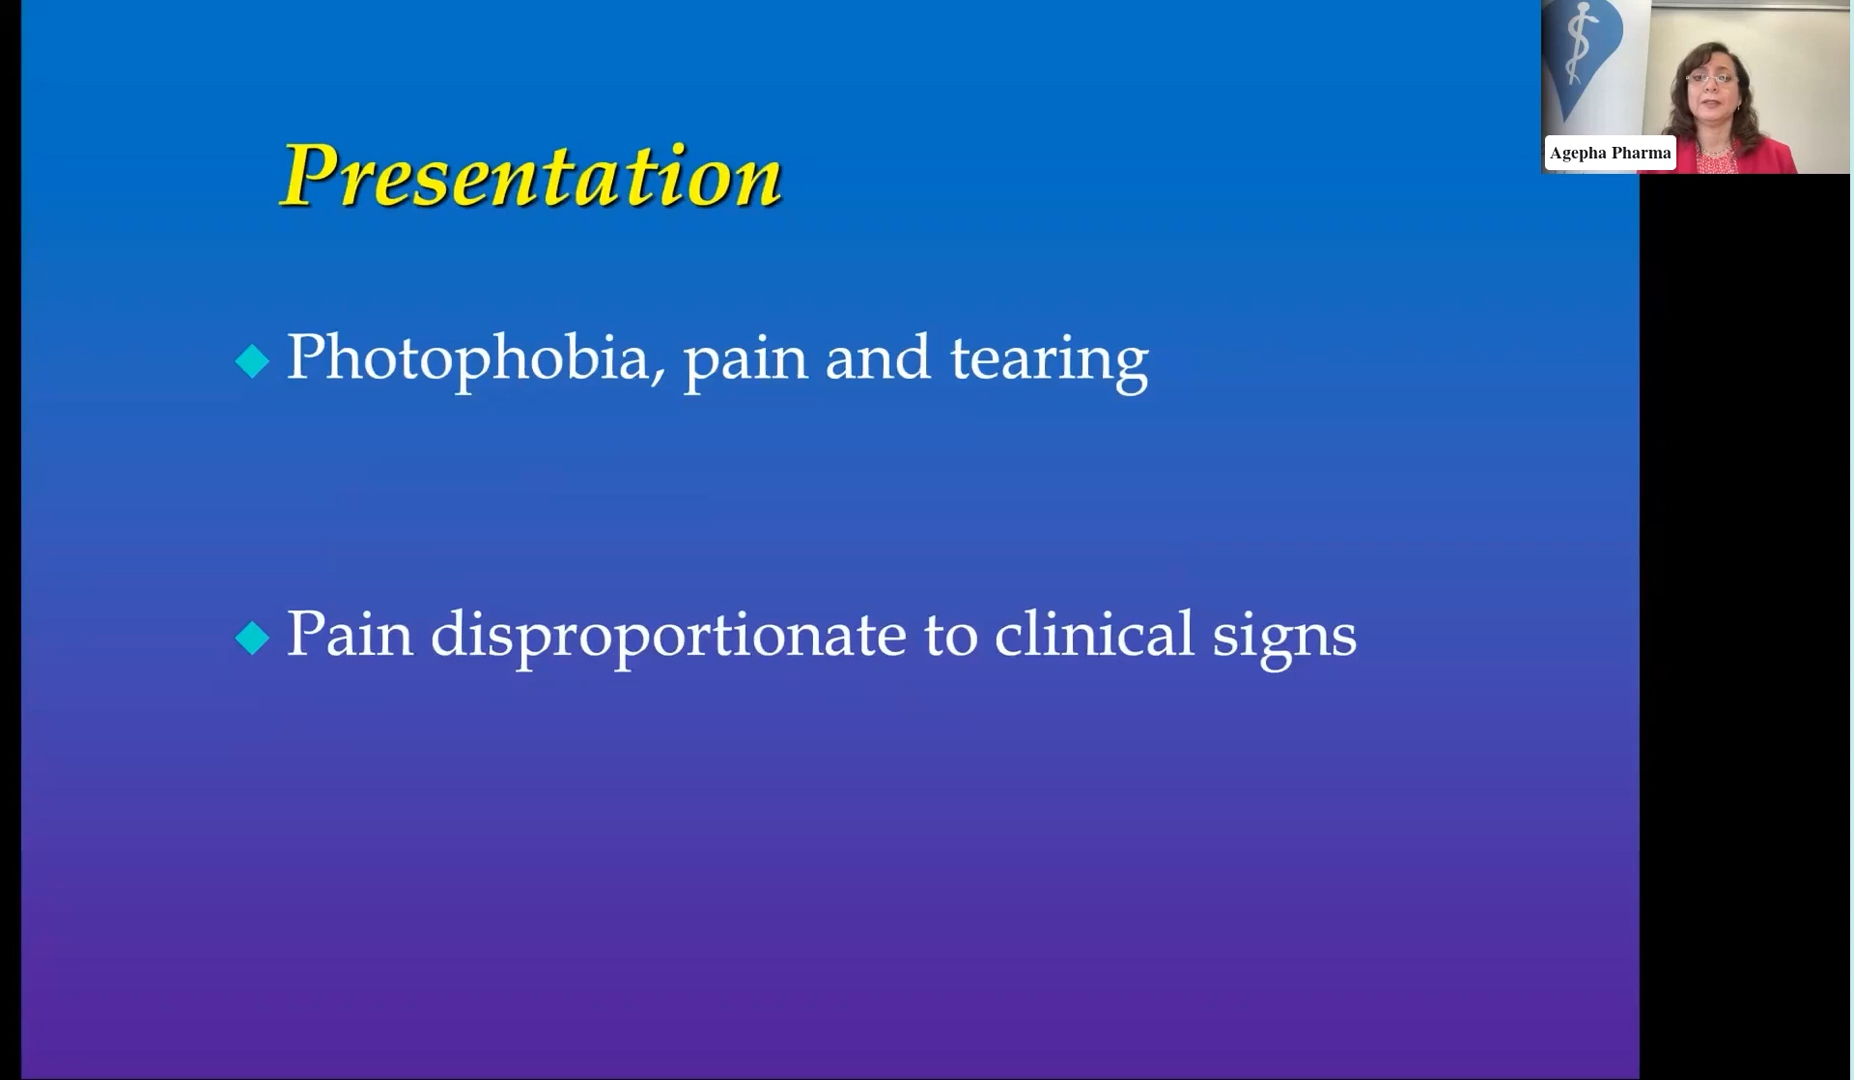 Agepha Pharma
Presentation
Photophobia, pain and tearing
Pain disproportionate to clinical signs